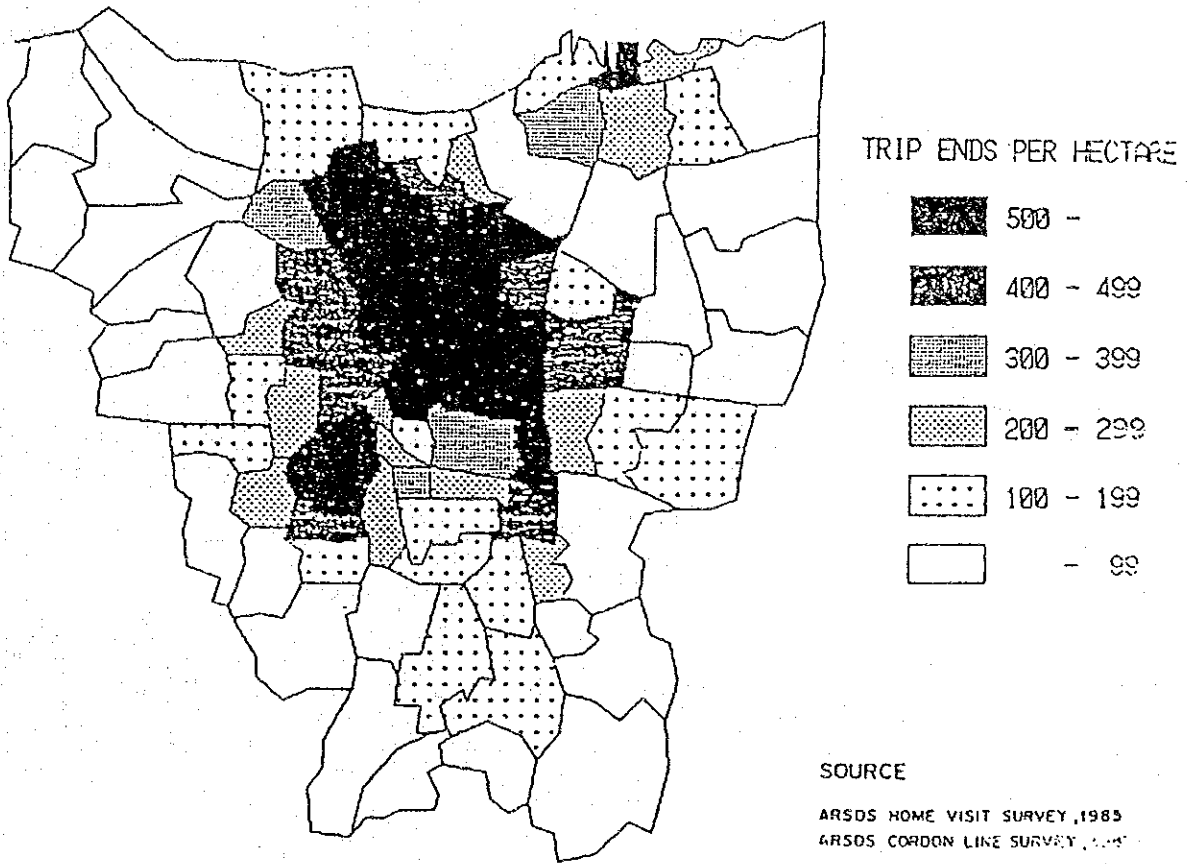 TRIP ENDS PER HECTARE
500 -
400 - 499
300 - 399
200 - 299
100 - 199
- 99
SOURCE
ARSDS HOME VISIT SURVEY ,1985
ARSDS CORDON LINE SURVEY ,